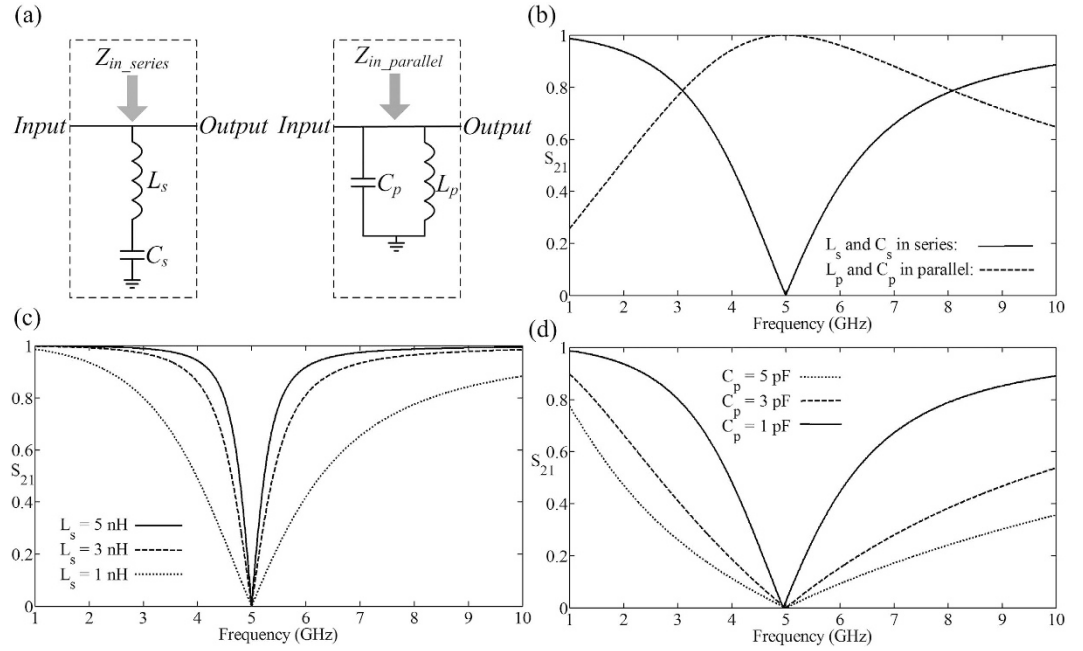 (a)
Z_in_series
Z_in_parallel
Input
Output
Input
Output
L_s
C_s
C_p
L_p
(b)
1
0.8
0.6
S_21
0.4
0.2
0
L_s and C_s in series:
L_p and C_p in parallel:
1 2 3 4 5 6 7 8 9 10
Frequency (GHz)
(c)
1
0.8
0.6
S_21
0.4
0.2
0
L_s = 5 nH
L_s = 3 nH
L_s = 1 nH
1 2 3 4 5 6 7 8 9 10
Frequency (GHz)
(d)
1
0.8
0.6
S_21
0.4
0.2
0
C_p = 5 pF
C_p = 3 pF
C_p = 1 pF
1 2 3 4 5 6 7 8 9 10
Frequency (GHz)